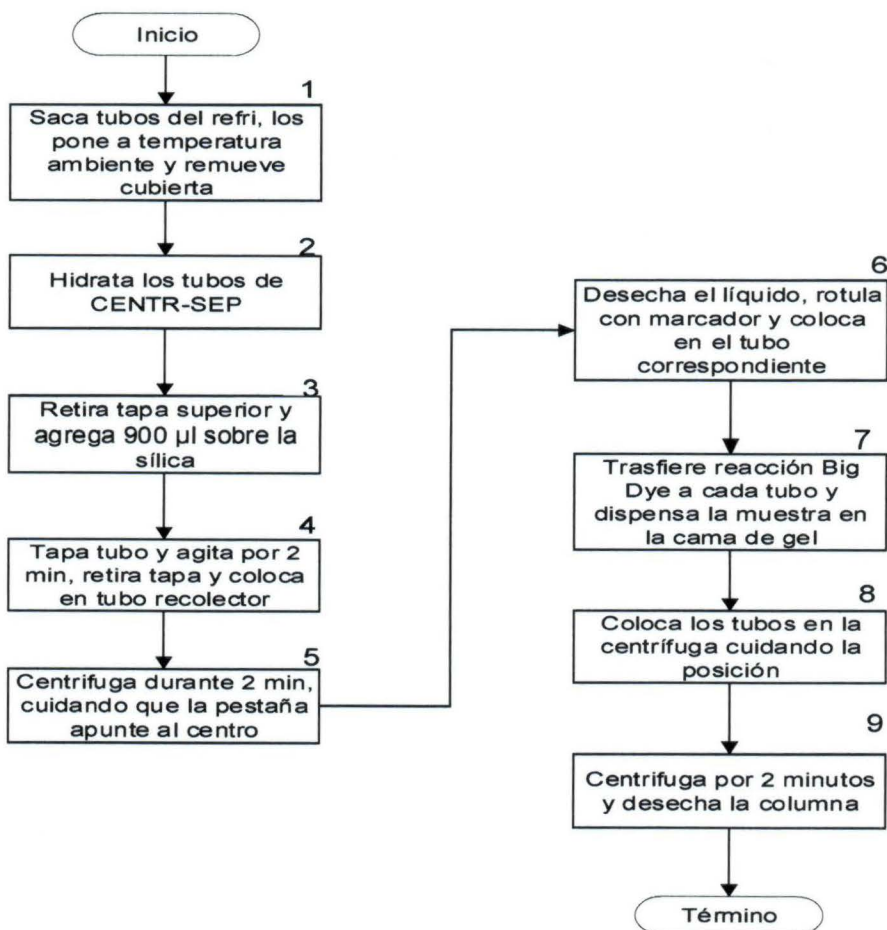 Inicio
1
Saca tubos del refri, los
pone a temperatura
ambiente y remueve
cubierta
2
Hidrata los tubos de
CENTR-SEP
3
Retira tapa superior y
agrega 900 µl sobre la
sílica
4
Tapa tubo y agita por 2
min, retira tapa y coloca
en tubo recolector
5
Centrifuga durante 2 min,
cuidando que la pestaña
apunte al centro
6
Desecha el líquido, rotula
con marcador y coloca
en el tubo
correspondiente
7
Trasfiere reacción Big
Dye a cada tubo y
dispensa la muestra en
la cama de gel
8
Coloca los tubos en la
centrífuga cuidando la
posición
9
Centrifuga por 2 minutos
y desecha la columna
Término